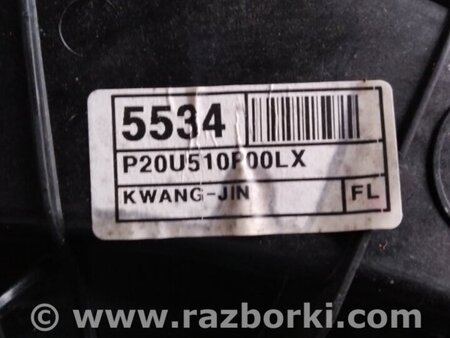 5534
P20U510P00LX
KWANG-JIN FL
© www.razborki.com